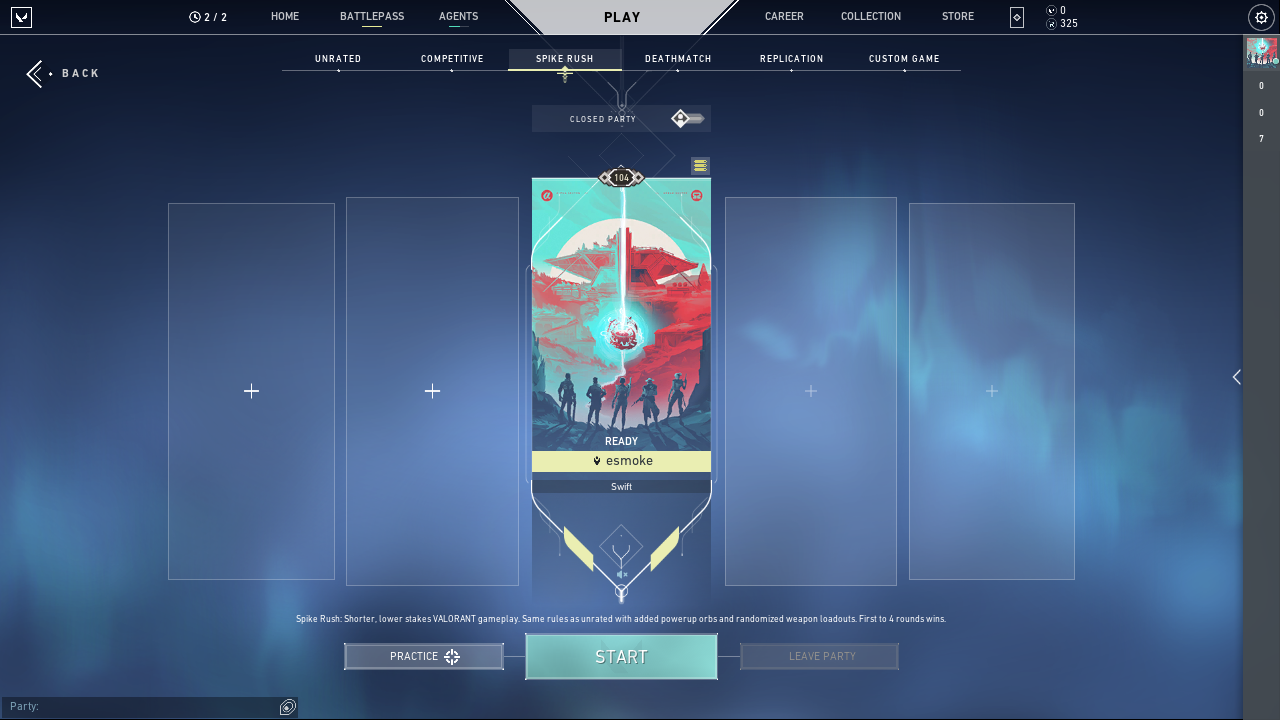 2 / 2
HOME
BATTLEPASS
AGENTS
PLAY
CAREER
COLLECTION
STORE
0
325
BACK
UNRATED
COMPETITIVE
SPIKE RUSH
DEATHMATCH
REPLICATION
CUSTOM GAME
0
0
7
CLOSED PARTY
104
READY
esmoke
Swift
Spike Rush: Shorter, lower stakes VALORANT gameplay. Same rules as unrated with added powerup orbs and randomized weapon loadouts. First to 4 rounds wins.
PRACTICE
START
LEAVE PARTY
Party: